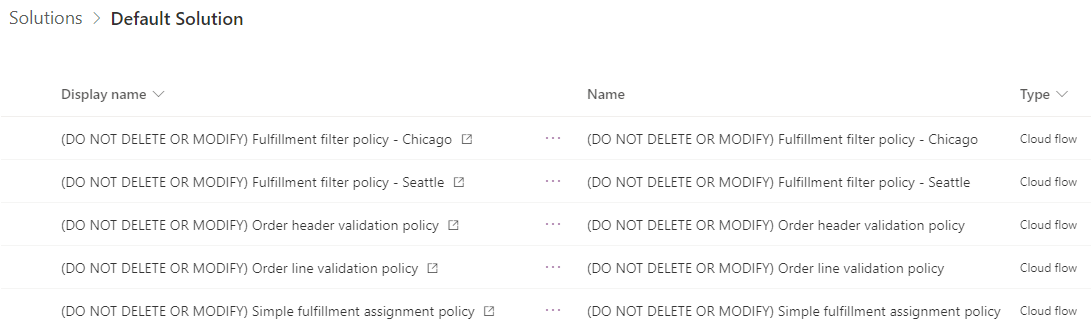 Solutions > Default Solution
Display name Name Type
(DO NOT DELETE OR MODIFY) Fulfillment filter policy - Chicago ... (DO NOT DELETE OR MODIFY) Fulfillment filter policy - Chicago Cloud flow
(DO NOT DELETE OR MODIFY) Fulfillment filter policy - Seattle ... (DO NOT DELETE OR MODIFY) Fulfillment filter policy - Seattle Cloud flow
(DO NOT DELETE OR MODIFY) Order header validation policy ... (DO NOT DELETE OR MODIFY) Order header validation policy Cloud flow
(DO NOT DELETE OR MODIFY) Order line validation policy ... (DO NOT DELETE OR MODIFY) Order line validation policy Cloud flow
(DO NOT DELETE OR MODIFY) Simple fulfillment assignment policy ... (DO NOT DELETE OR MODIFY) Simple fulfillment assignment policy Cloud flow